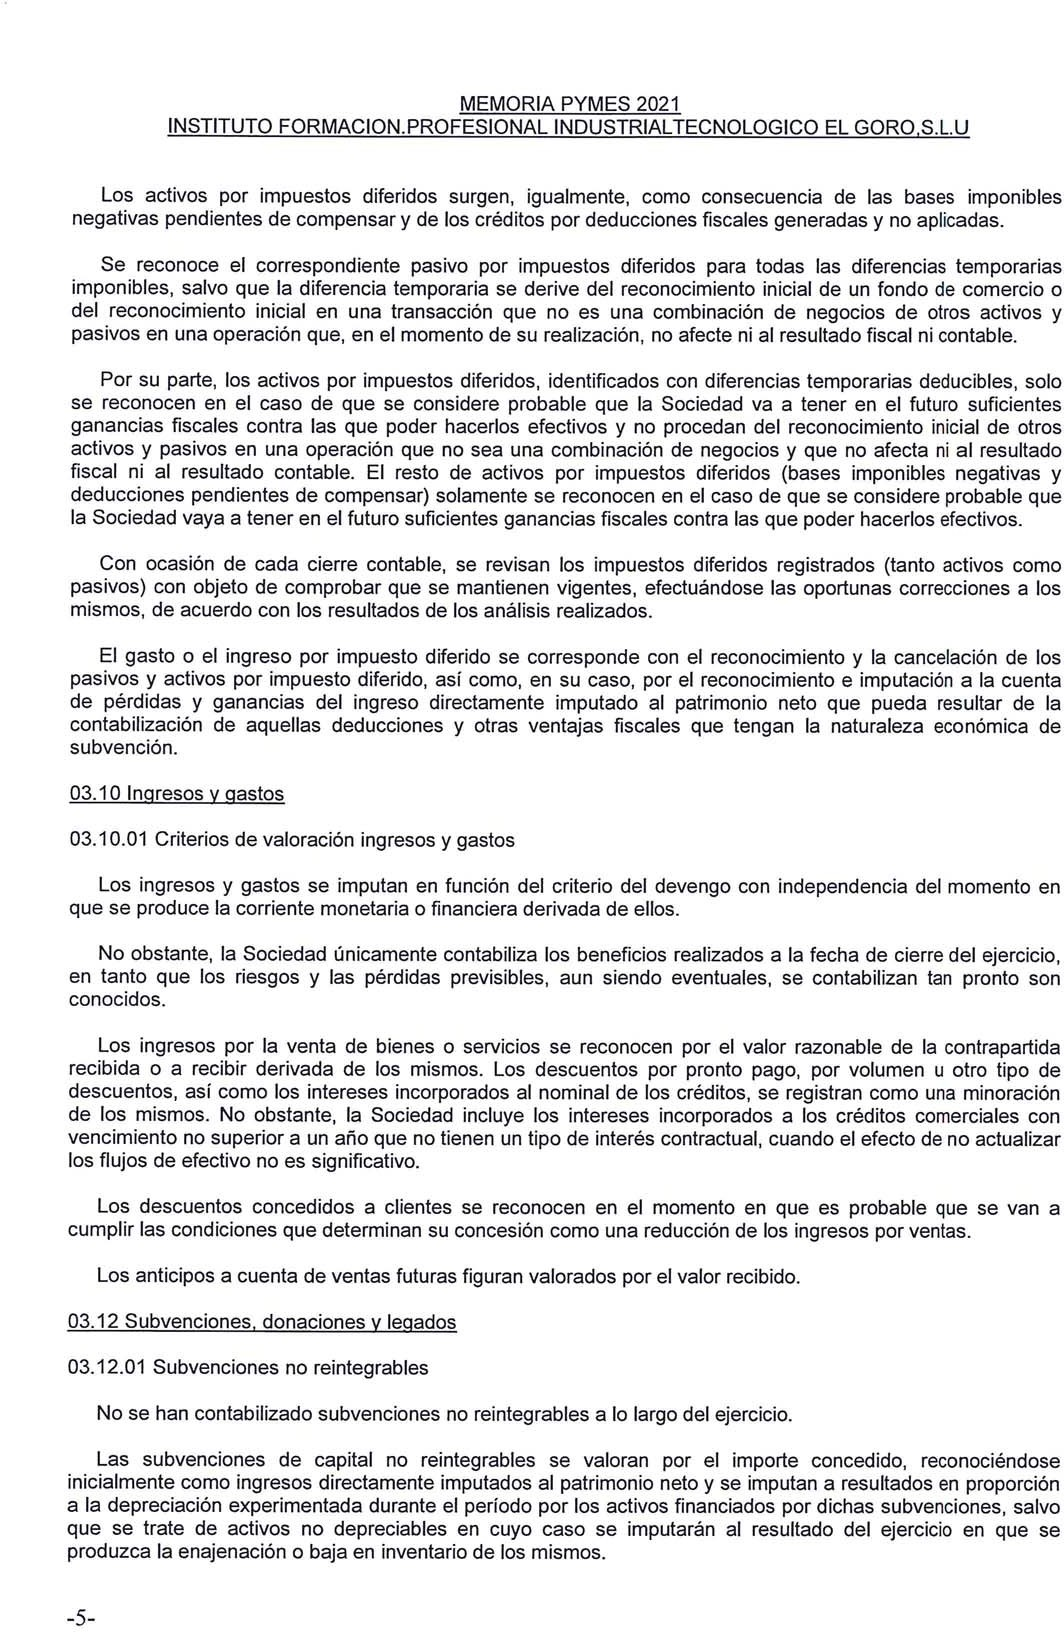 MEMORIA PYMES 2021
INSTITUTO FORMACION.PROFESIONAL INDUSTRIALTECNOLOGICO EL GORO,S.L.U
Los activos por impuestos diferidos surgen, igualmente, como consecuencia de las bases imponibles
negativas pendientes de compensar y de los créditos por deducciones fiscales generadas y no aplicadas.
Se reconoce el correspondiente pasivo por impuestos diferidos para todas las diferencias temporarias
imponibles, salvo que la diferencia temporaria se derive del reconocimiento inicial de un fondo de comercio o
del reconocimiento inicial en una transacción que no es una combinación de negocios de otros activos y
pasivos en una operación que, en el momento de su realización, no afecte ni al resultado fiscal ni contable.
Por su parte, los activos por impuestos diferidos, identificados con diferencias temporarias deducibles, solo
se reconocen en el caso de que se considere probable que la Sociedad va a tener en el futuro suficientes
ganancias fiscales contra las que poder hacerlos efectivos y no procedan del reconocimiento inicial de otros
activos y pasivos en una operación que no sea una combinación de negocios y que no afecta ni al resultado
fiscal ni al resultado contable. El resto de activos por impuestos diferidos (bases imponibles negativas y
deducciones pendientes de compensar) solamente se reconocen en el caso de que se considere probable que
la Sociedad vaya a tener en el futuro suficientes ganancias fiscales contra las que poder hacerlos efectivos.
Con ocasión de cada cierre contable, se revisan los impuestos diferidos registrados (tanto activos como
pasivos) con objeto de comprobar que se mantienen vigentes, efectuándose las oportunas correcciones a los
mismos, de acuerdo con los resultados de los análisis realizados.
El gasto o el ingreso por impuesto diferido se corresponde con el reconocimiento y la cancelación de los
pasivos y activos por impuesto diferido, así como, en su caso, por el reconocimiento e imputación a la cuenta
de pérdidas y ganancias del ingreso directamente imputado al patrimonio neto que pueda resultar de la
contabilización de aquellas deducciones y otras ventajas fiscales que tengan la naturaleza económica de
subvención.
03.10 Ingresos y gastos
03.10.01 Criterios de valoración ingresos y gastos
Los ingresos y gastos se imputan en función del criterio del devengo con independencia del momento en
que se produce la corriente monetaria o financiera derivada de ellos.
No obstante, la Sociedad únicamente contabiliza los beneficios realizados a la fecha de cierre del ejercicio,
en tanto que los riesgos y las pérdidas previsibles, aun siendo eventuales, se contabilizan tan pronto son
conocidos.
Los ingresos por la venta de bienes o servicios se reconocen por el valor razonable de la contrapartida
recibida o a recibir derivada de los mismos. Los descuentos por pronto pago, por volumen u otro tipo de
descuentos, así como los intereses incorporados al nominal de los créditos, se registran como una minoración
de los mismos. No obstante, la Sociedad incluye los intereses incorporados a los créditos comerciales con
vencimiento no superior a un año que no tienen un tipo de interés contractual, cuando el efecto de no actualizar
los flujos de efectivo no es significativo.
Los descuentos concedidos a clientes se reconocen en el momento en que es probable que se van a
cumplir las condiciones que determinan su concesión como una reducción de los ingresos por ventas.
Los anticipos a cuenta de ventas futuras figuran valorados por el valor recibido.
03.12 Subvenciones, donaciones y legados
03.12.01 Subvenciones no reintegrables
No se han contabilizado subvenciones no reintegrables a lo largo del ejercicio.
Las subvenciones de capital no reintegrables se valoran por el importe concedido, reconociéndose
inicialmente como ingresos directamente imputados al patrimonio neto y se imputan a resultados en proporción
a la depreciación experimentada durante el período por los activos financiados por dichas subvenciones, salvo
que se trate de activos no depreciables en cuyo caso se imputarán al resultado del ejercicio en que se
produzca la enajenación o baja en inventario de los mismos.
-5-